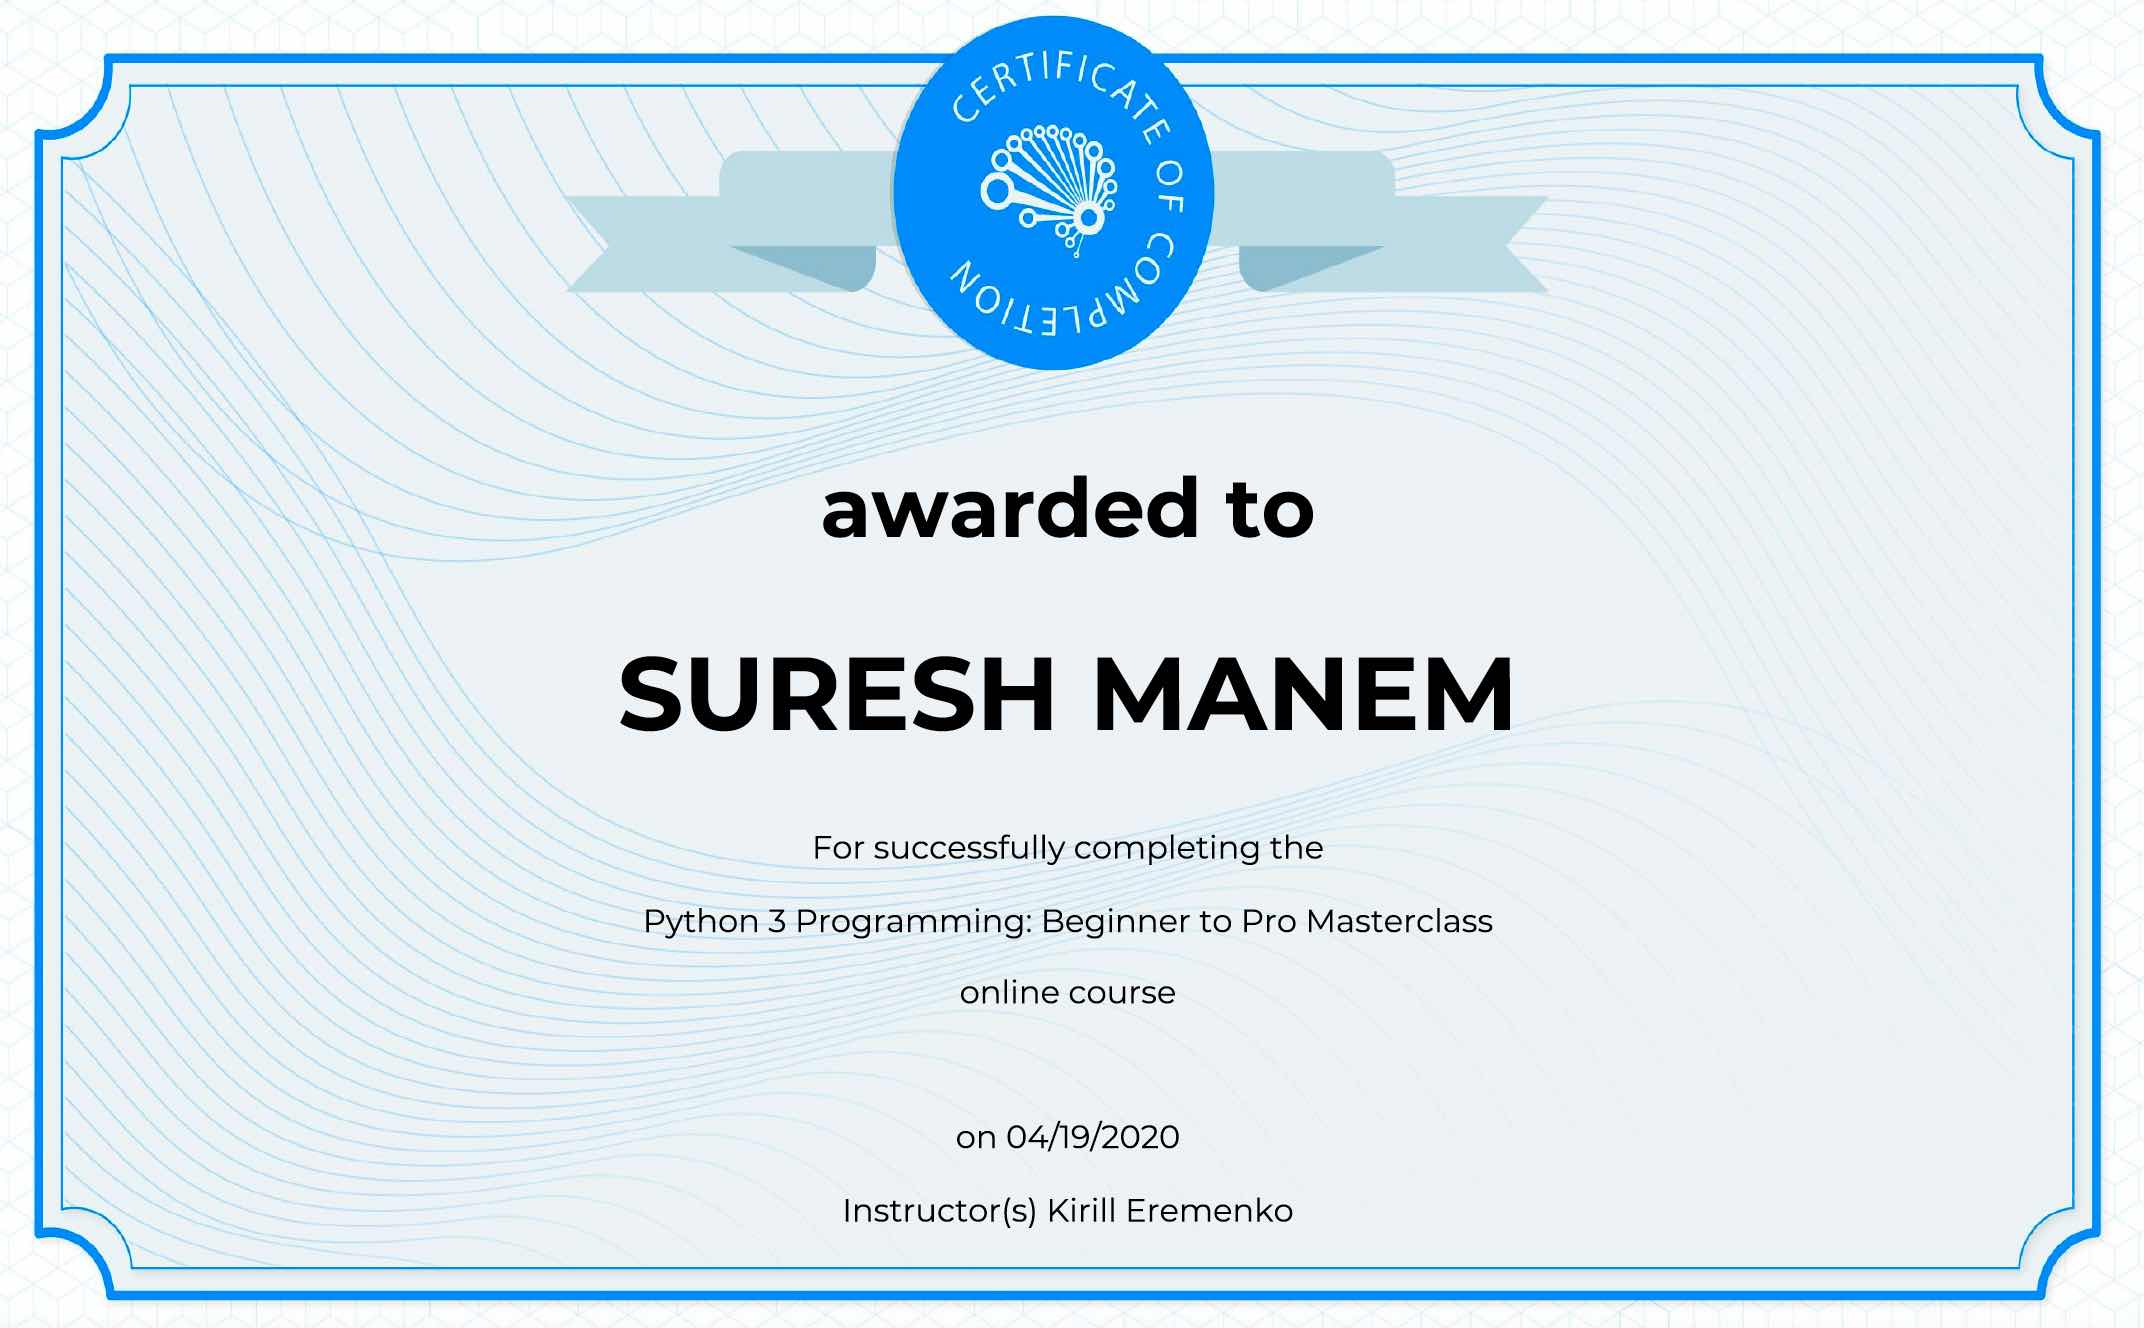 CERTIFICATE OF COMPLETION
awarded to
SURESH MANEM
For successfully completing the
Python 3 Programming: Beginner to Pro Masterclass
online course
on 04/19/2020
Instructor(s) Kirill Eremenko